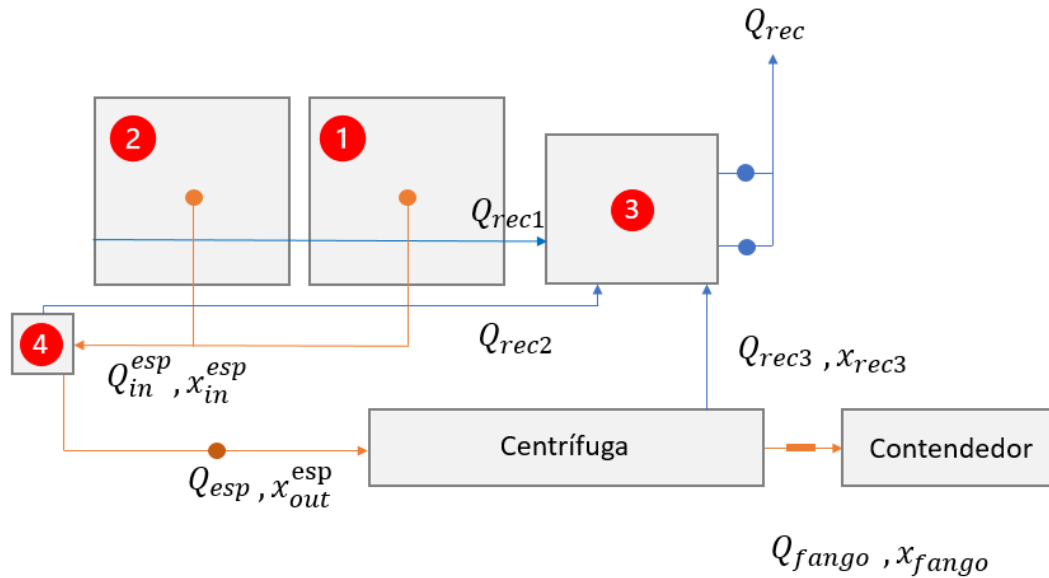 Q_rec
2
1
Q_rec1
3
4
Q_rec2
Q_in^esp , x_in^esp
Q_rec3 , x_rec3
Centrífuga
Contendedor
Q_esp , x_out^esp
Q_fango , x_fango